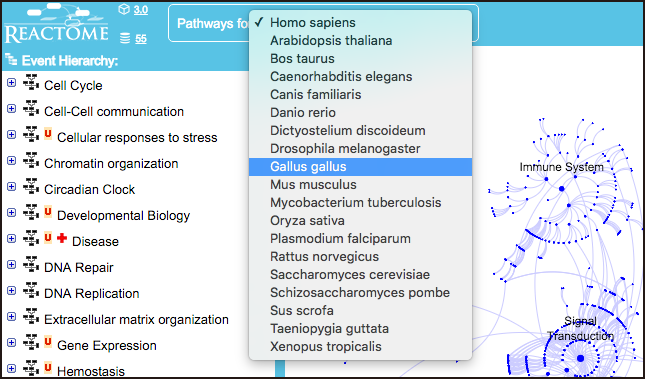 REACTOME
3.0
55
Pathways for
✓ Homo sapiens
Arabidopsis thaliana
Bos taurus
Caenorhabditis elegans
Canis familiaris
Danio rerio
Dictyostelium discoideum
Drosophila melanogaster
Gallus gallus
Mus musculus
Mycobacterium tuberculosis
Oryza sativa
Plasmodium falciparum
Rattus norvegicus
Saccharomyces cerevisiae
Schizosaccharomyces pombe
Sus scrofa
Taeniopygia guttata
Xenopus tropicalis
Event Hierarchy:
Cell Cycle
Cell-Cell communication
U Cellular responses to stress
Chromatin organization
Circadian Clock
U Developmental Biology
U Disease
DNA Repair
DNA Replication
Extracellular matrix organization
U Gene Expression
U Hemostasis
Immune System
Signal
Transduction